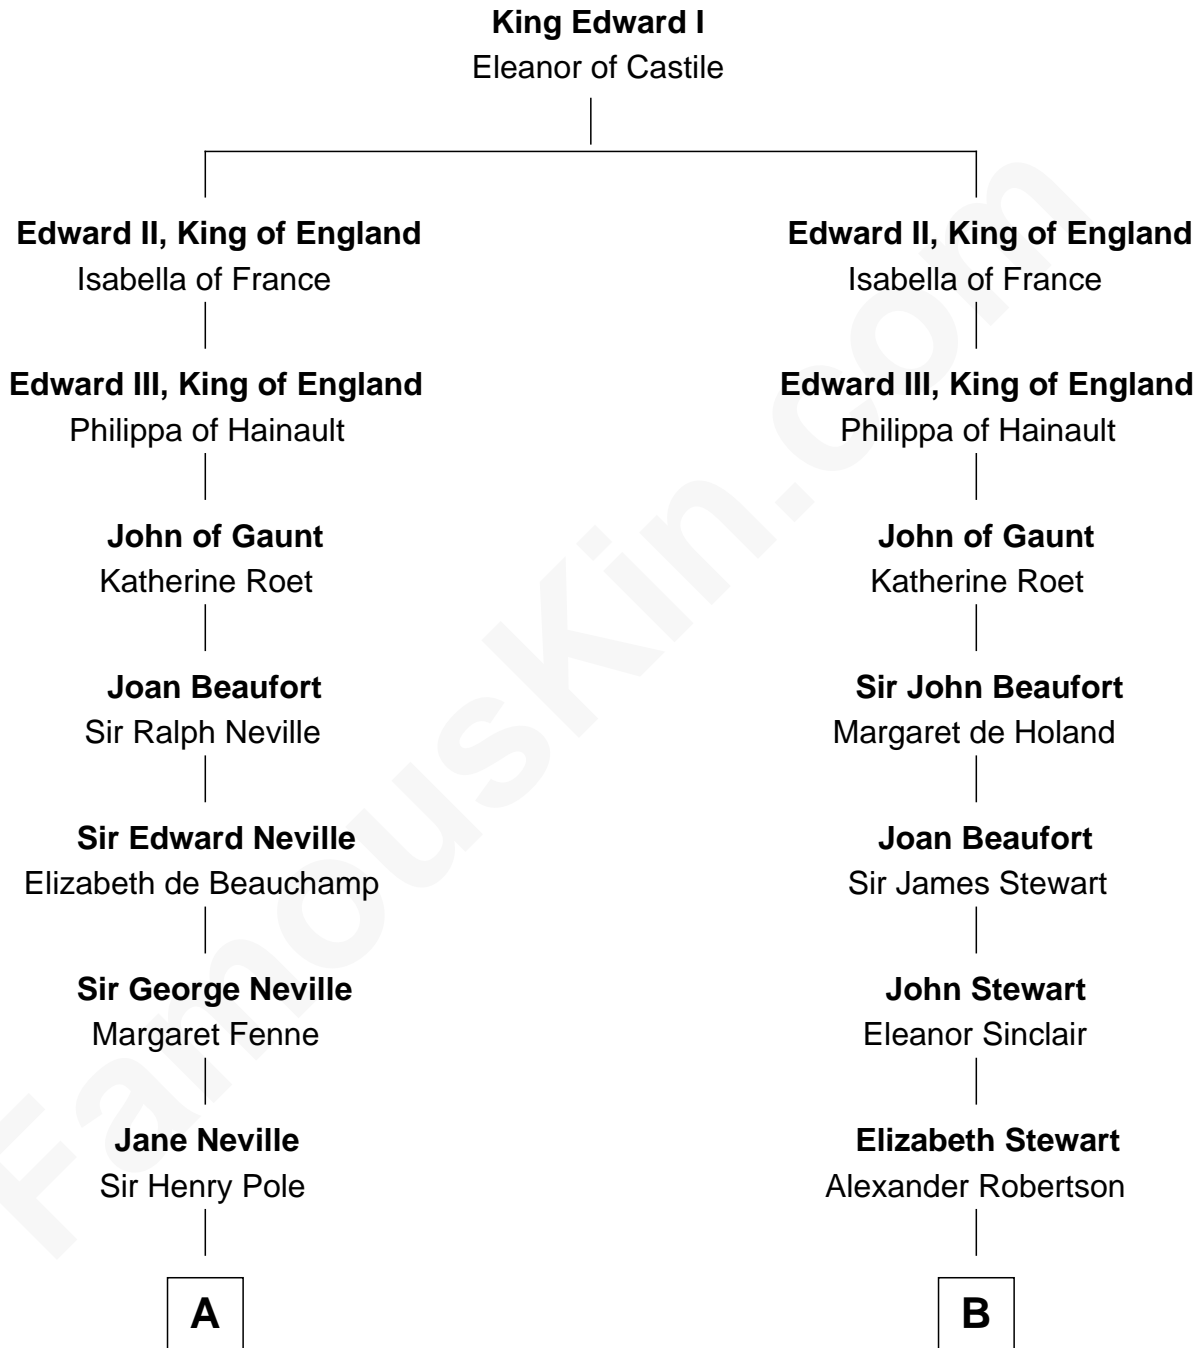 King Edward I
Eleanor of Castile
Edward II, King of England
Isabella of France
Edward II, King of England
Isabella of France
Edward III, King of England
Philippa of Hainault
Edward III, King of England
Philippa of Hainault
John of Gaunt
Katherine Roet
John of Gaunt
Katherine Roet
Joan Beaufort
Sir Ralph Neville
Sir John Beaufort
Margaret de Holand
Sir Edward Neville
Elizabeth de Beauchamp
Joan Beaufort
Sir James Stewart
Sir George Neville
Margaret Fenne
John Stewart
Eleanor Sinclair
Jane Neville
Sir Henry Pole
Elizabeth Stewart
Alexander Robertson
A
B
FamousKin.com